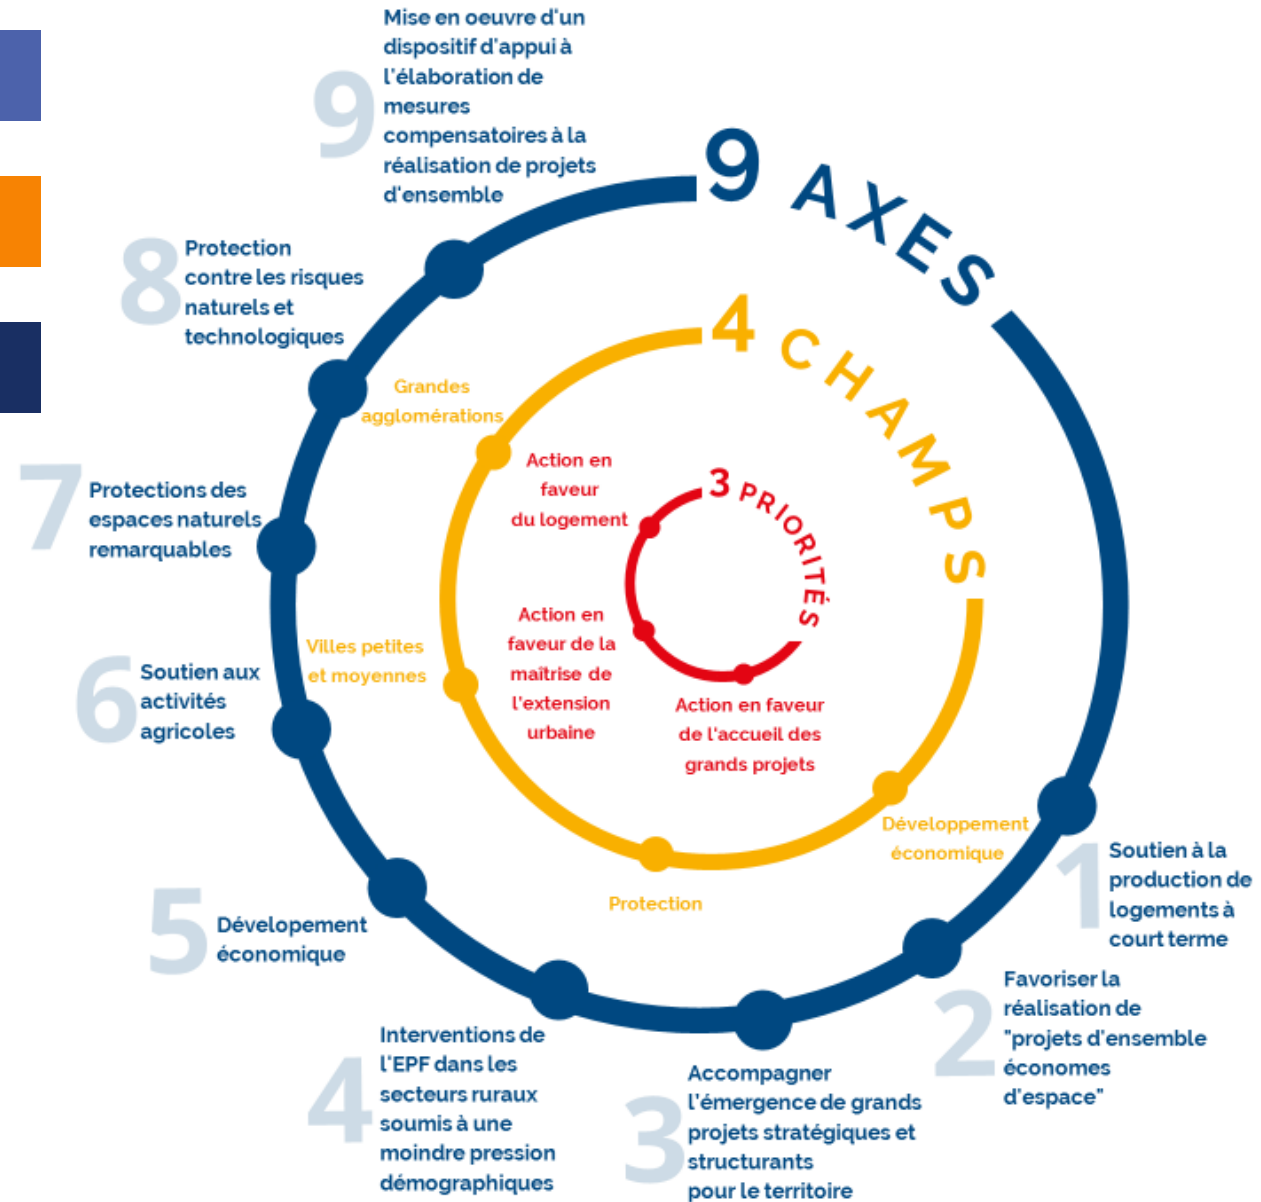 9 AXES
4 CHAMPS
3 PRIORITÉS
9
Mise en oeuvre d'un
dispositif d'appui à
l'élaboration de
mesures
compensatoires à la
réalisation de projets
d'ensemble
8
Protection
contre les risques
naturels et
technologiques
7
Protections des
espaces naturels
remarquables
6
Soutien aux
activités
agricoles
5
Dévelopement
économique
4
Interventions de
l'EPF dans les
secteurs ruraux
soumis à une
moindre pression
démographiques
3
Accompagner
l'émergence de grands
projets stratégiques et
structurants
pour le territoire
2
Favoriser la
réalisation de
"projets d'ensemble
économes
d'espace"
1
Soutien à la
production de
logements à
court terme
Grandes
agglomérations
Villes petites
et moyennes
Protection
Développement
économique
Action en
faveur
du logement
Action en
faveur de la
maîtrise de
l'extension
urbaine
Action en faveur
de l'accueil des
grands projets